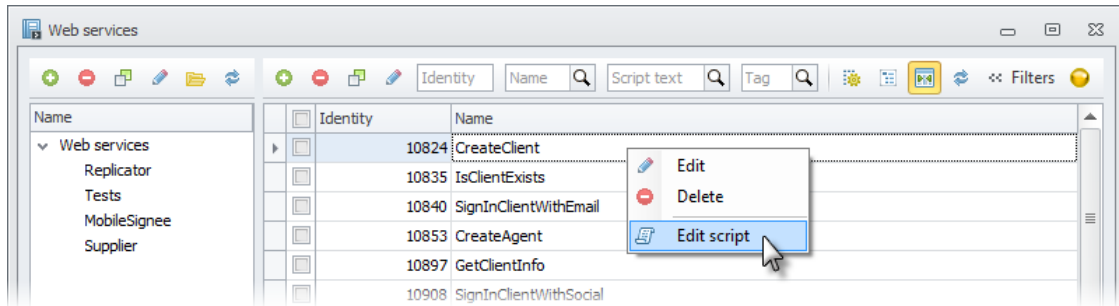 Web services
Identity Name Script text Tag Filters
Name
Web services
Replicator
Tests
MobileSignee
Supplier
Identity Name
10824 CreateClient
10835 IsClientExists
10840 SignInClientWithEmail
10853 CreateAgent
10897 GetClientInfo
10908 SignInClientWithSocial
Edit
Delete
Edit script